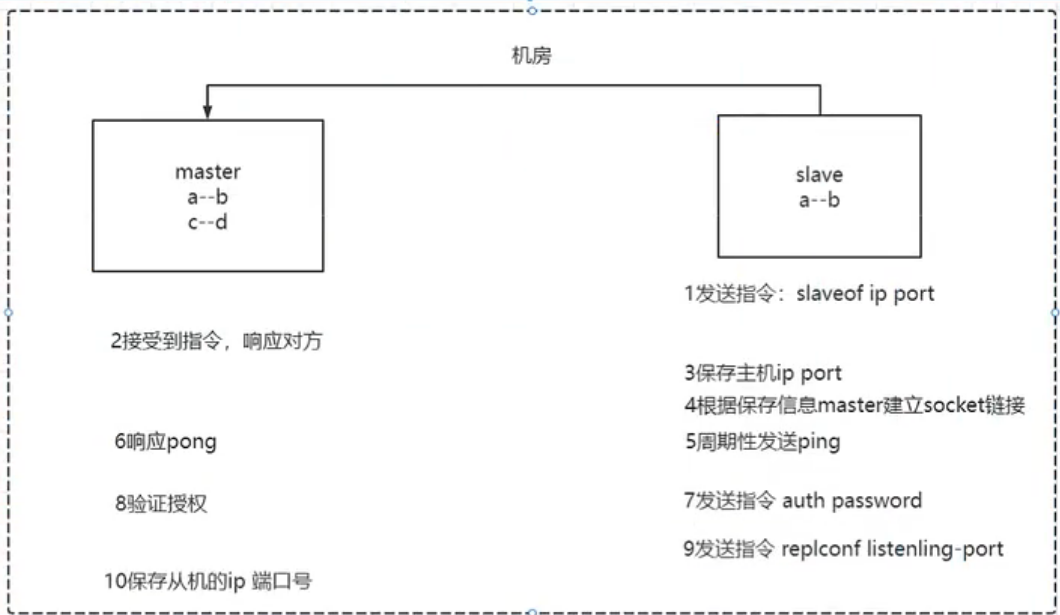 机房
master
a--b
c--d
slave
a--b
1发送指令：slaveof ip port
2接受到指令，响应对方
3保存主机ip port
4根据保存信息master建立socket链接
5周期性发送ping
6响应pong
7发送指令 auth password
8验证授权
9发送指令 replconf listenling-port
10保存从机的ip 端口号